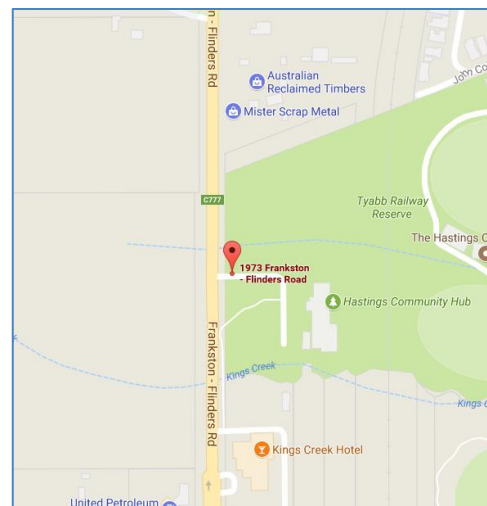 n - Flinders Rd
John Co
Australian
Reclaimed Timbers
Mister Scrap Metal
C777
Tyabb Railway
Reserve
The Hastings C
1973 Frankston
- Flinders Road
Hastings Community Hub
Frankston - Flinders Rd
Kings Creek
Kings C
Kings Creek Hotel
United Petroleum